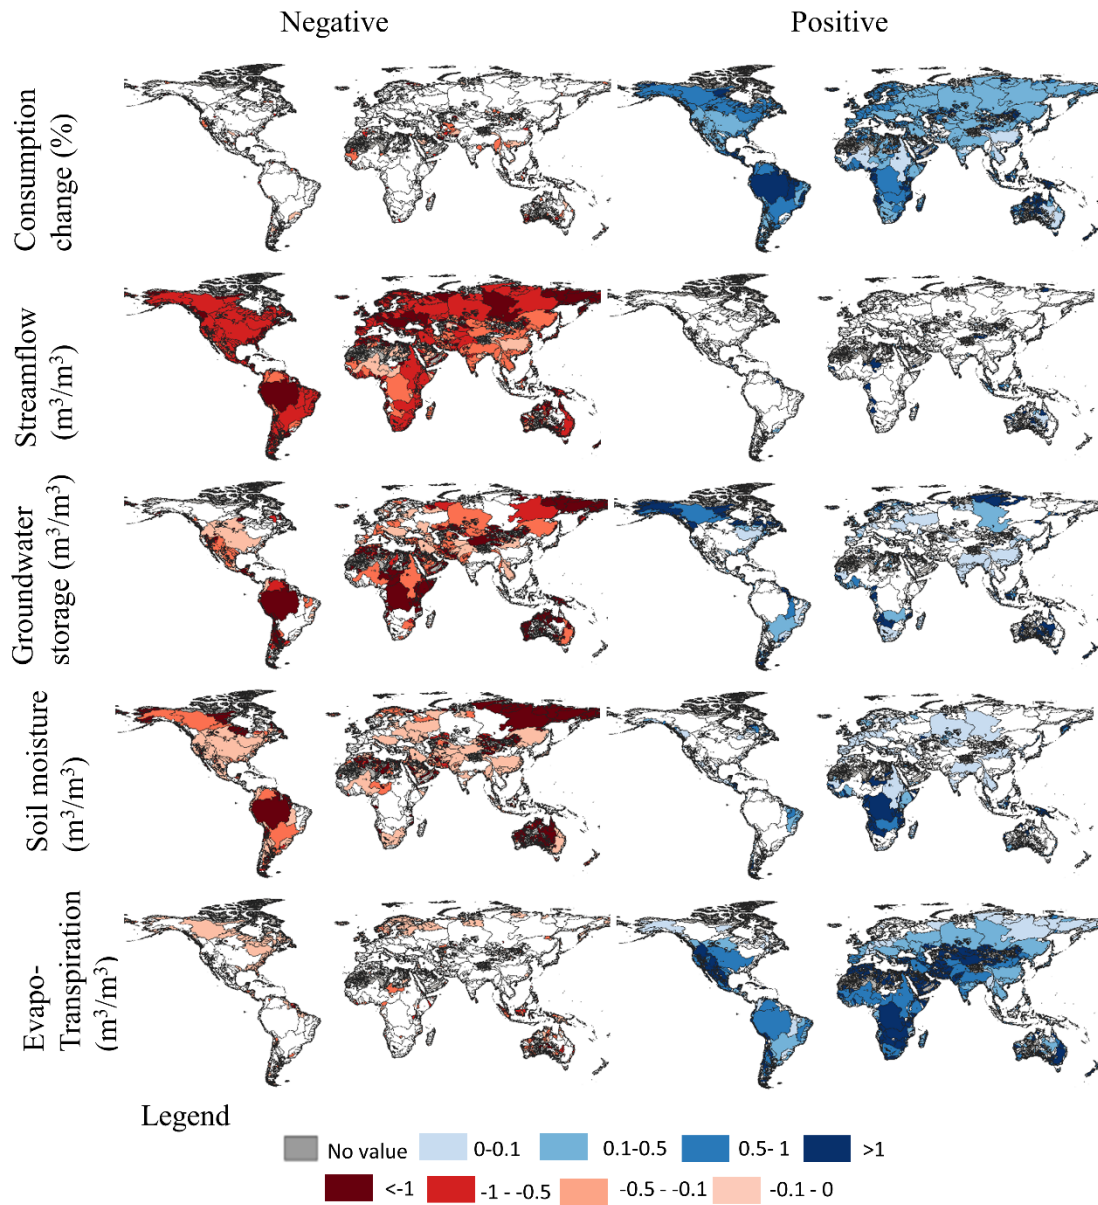 Negative
Positive
Consumption
change (%)
Streamflow
(m³/m³)
Groundwater
storage (m³/m³)
Soil moisture
(m³/m³)
Evapo-
Transpiration
(m³/m³)
Legend
No value
0-0.1
0.1-0.5
0.5- 1
>1
<-1
-1 - -0.5
-0.5 - -0.1
-0.1 - 0